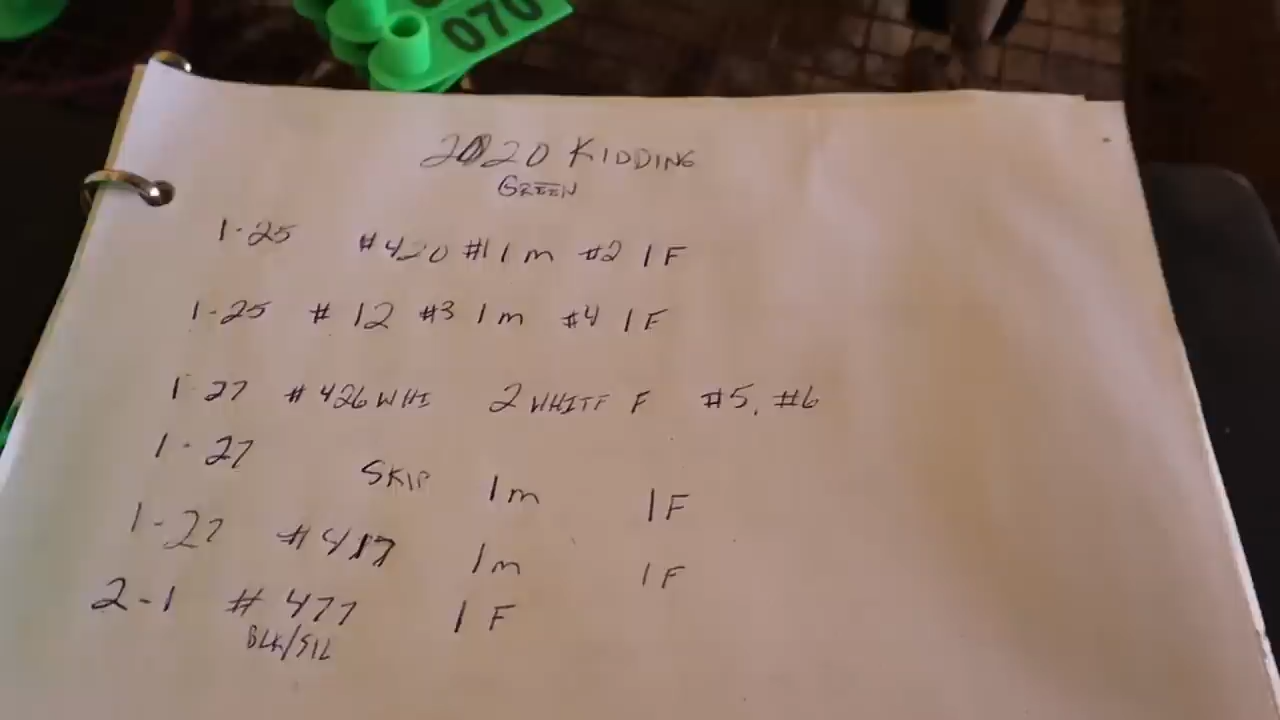 070
2020 KIDDING
GREEN
1-25 #420 #1 1m #2 1F
1-25 # 12 #3 1m #4 1F
1-27 #426 WHI 2 WHITE F #5, #6
1-27 SKIP 1m 1F
1-27 1m 1F
2-1 # 477 1F
BLK/SIL